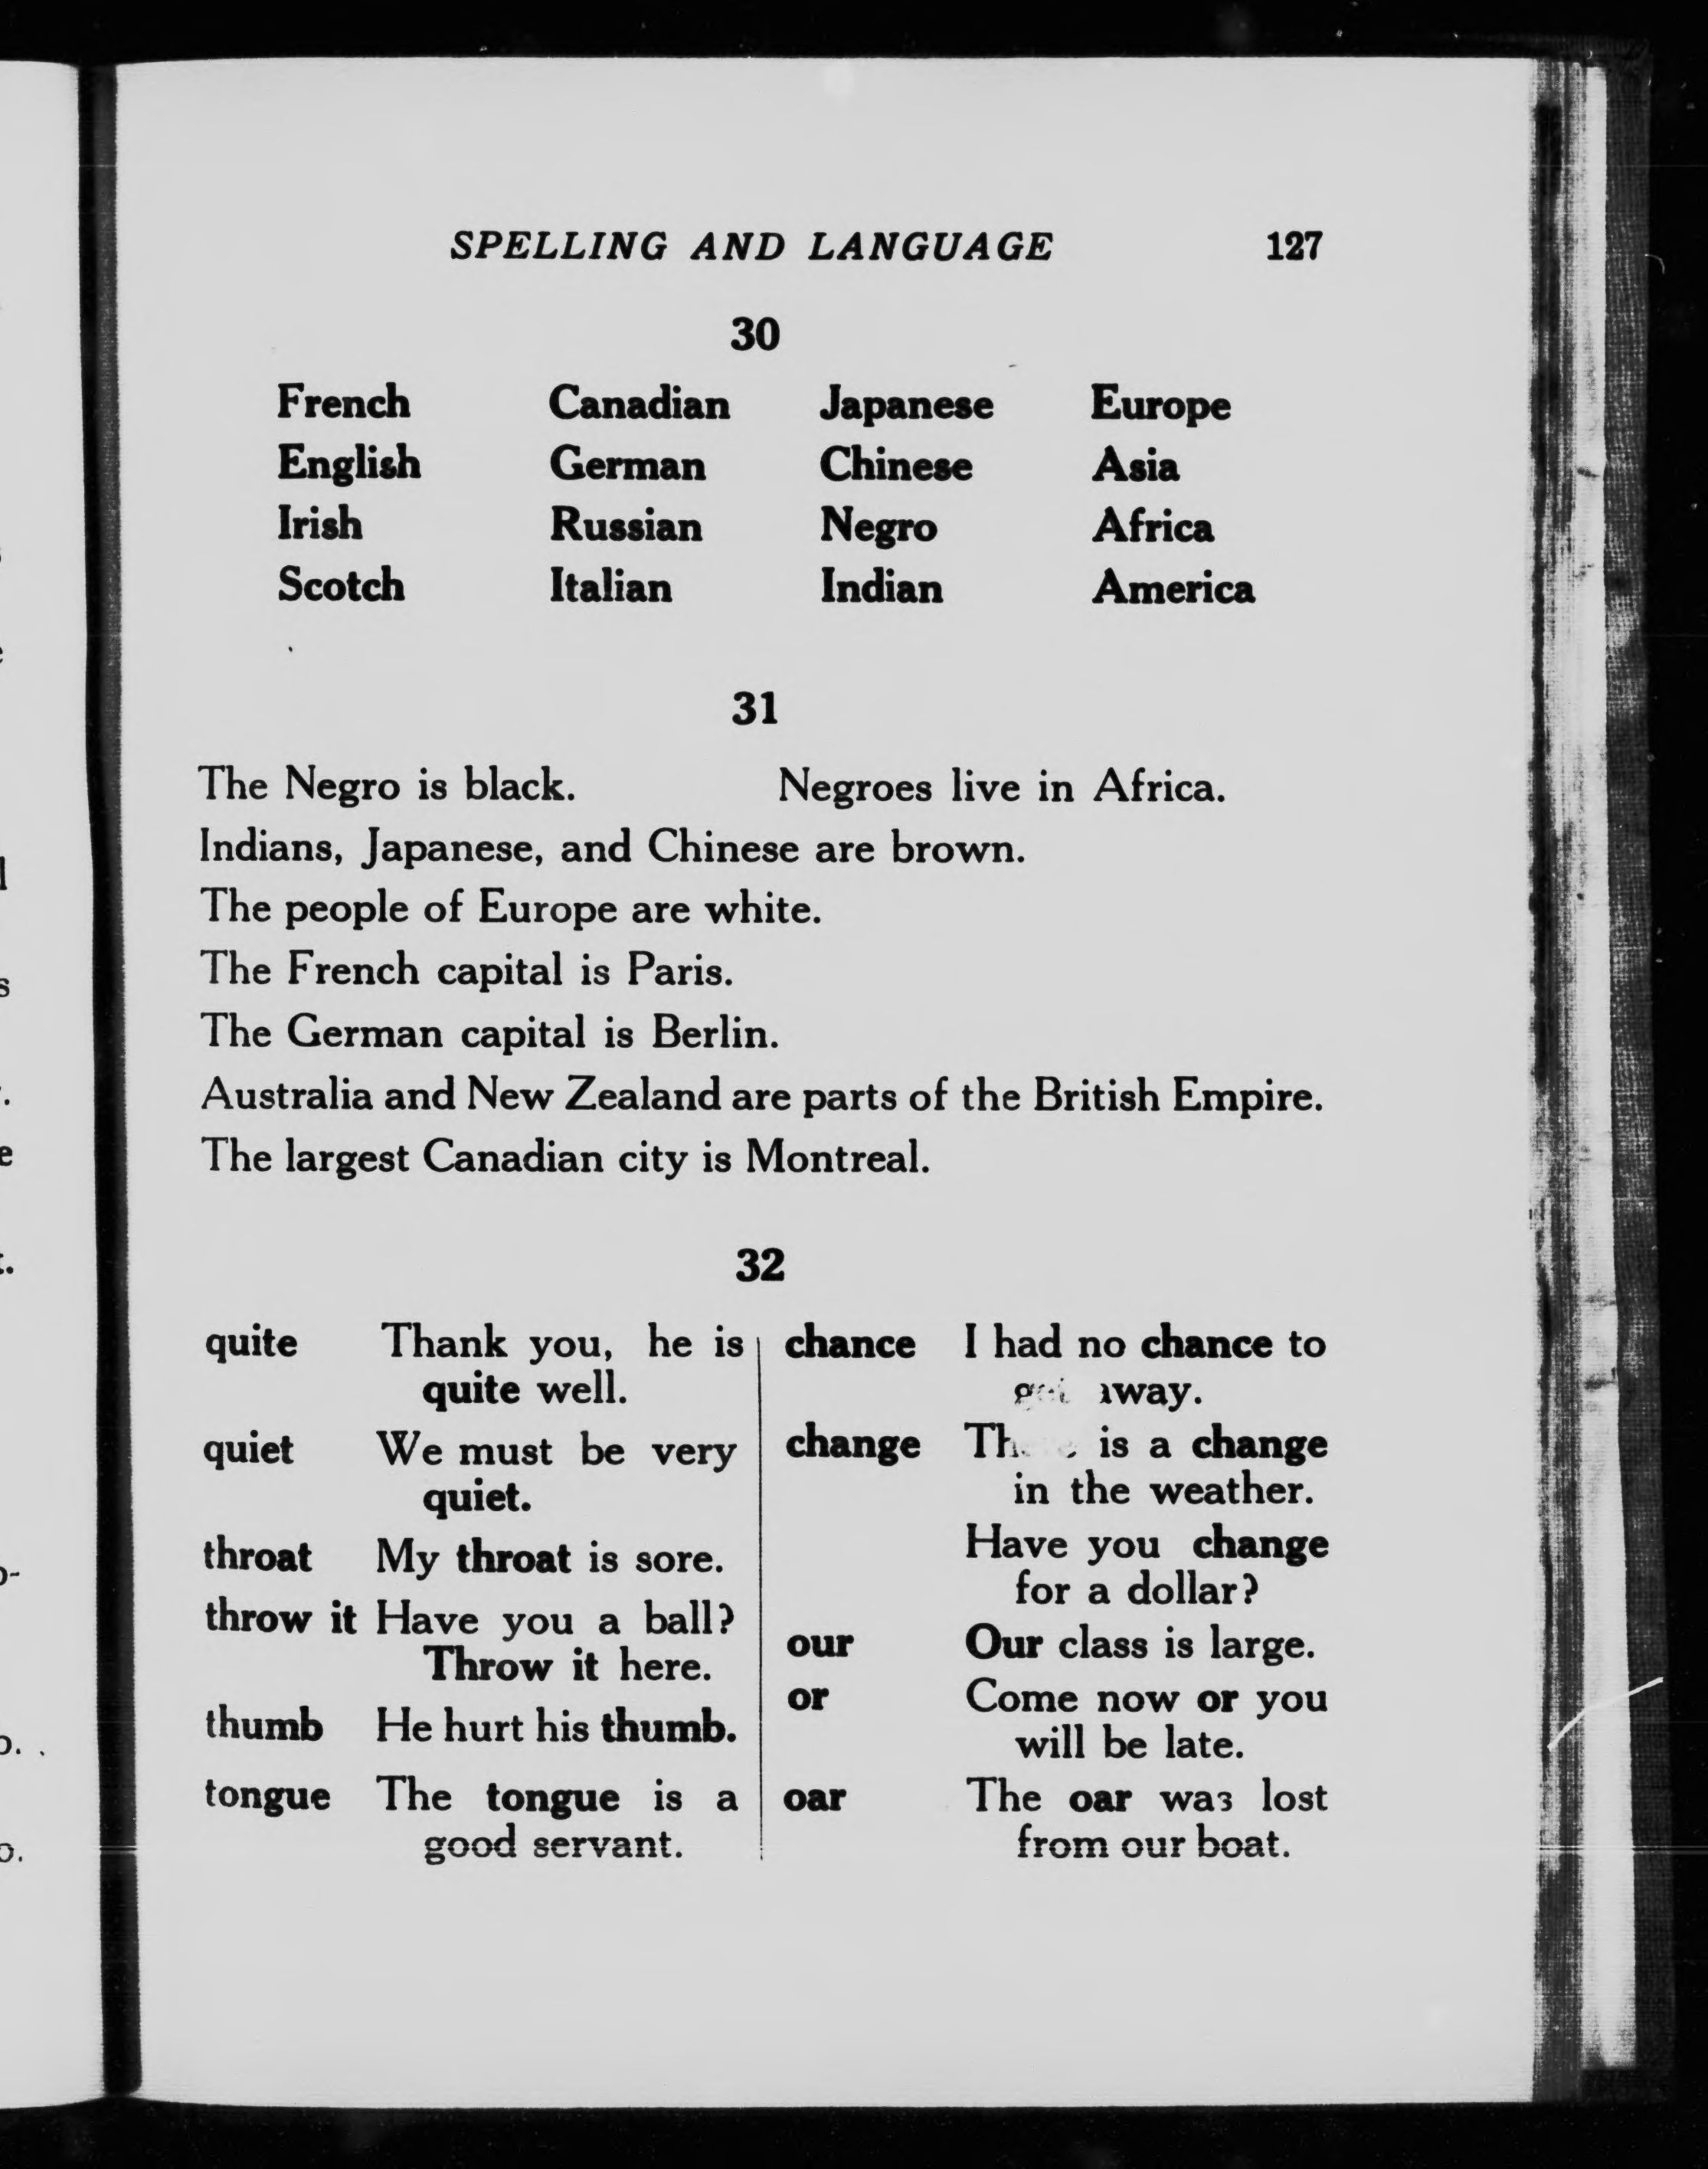 SPELLING AND LANGUAGE 127
30
French Canadian Japanese Europe
English German Chinese Asia
Irish Russian Negro Africa
Scotch Italian Indian America
31
The Negro is black. Negroes live in Africa.
Indians, Japanese, and Chinese are brown.
The people of Europe are white.
The French capital is Paris.
The German capital is Berlin.
Australia and New Zealand are parts of the British Empire.
The largest Canadian city is Montreal.
32
quite Thank you, he is
quite well.
quiet We must be very
quiet.
throat My throat is sore.
throw it Have you a ball?
Throw it here.
thumb He hurt his thumb.
tongue The tongue is a
good servant.
chance I had no chance to
get away.
change There is a change
in the weather.
Have you change
for a dollar?
our Our class is large.
or Come now or you
will be late.
oar The oar was lost
from our boat.